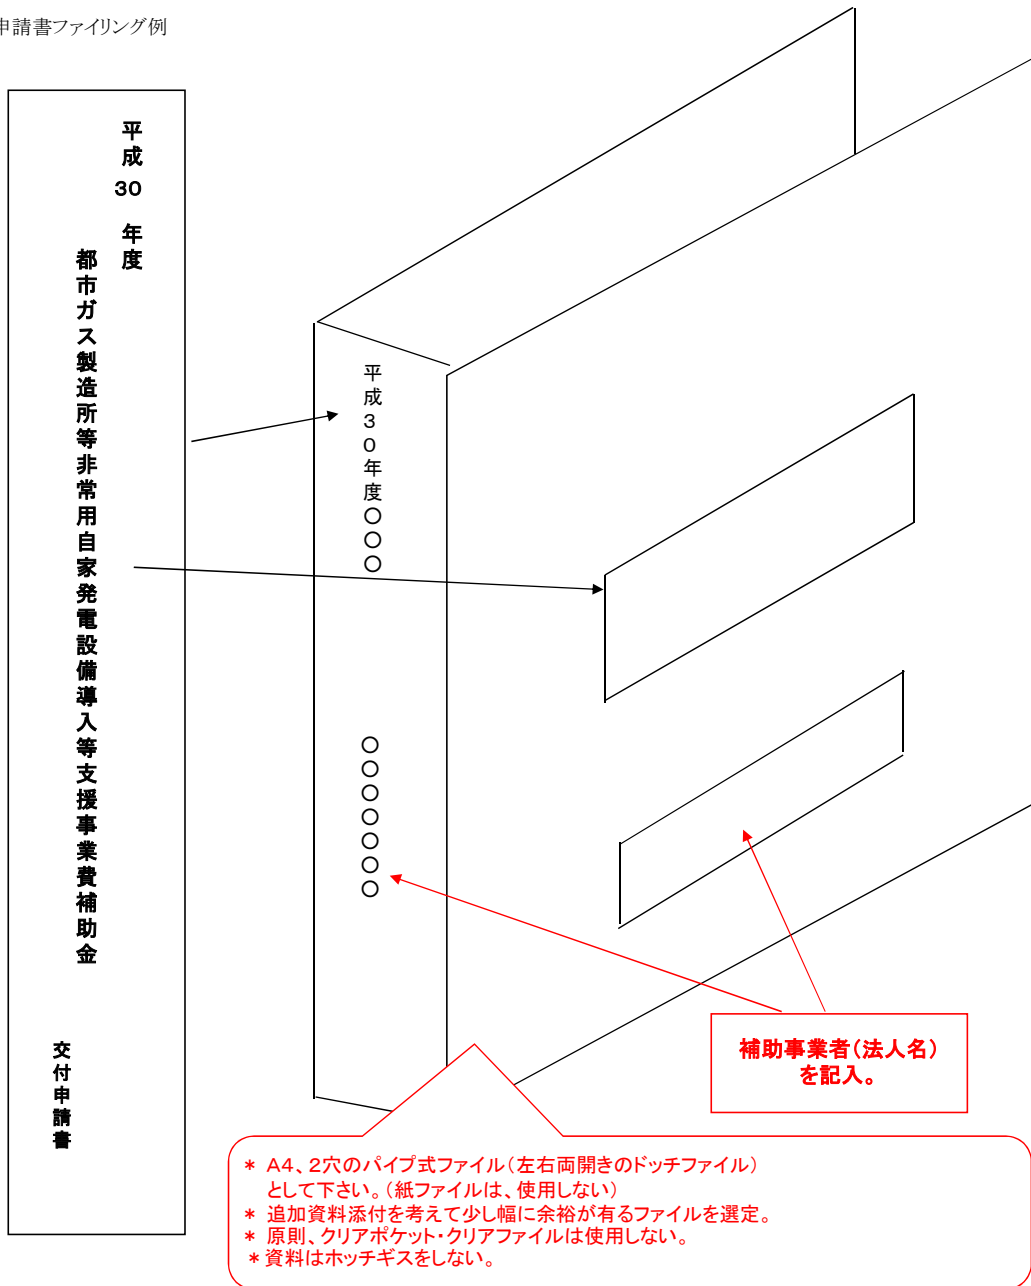 申請書ファイリング例
平成30年度
都市ガス製造所等非常用自家発電設備導入等支援事業費補助金
交付申請書
平成30年度〇〇〇
〇〇〇〇〇〇〇
補助事業者(法人名)
を記入。
* A4、2穴のパイプ式ファイル(左右両開きのドッチファイル)
として下さい。(紙ファイルは、使用しない)
* 追加資料添付を考えて少し幅に余裕が有るファイルを選定。
* 原則、クリアポケット・クリアファイルは使用しない。
*資料はホッチギスをしない。